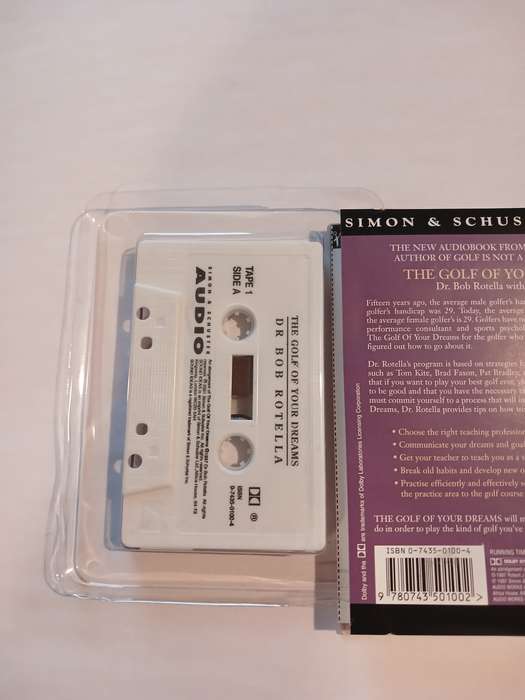 SIMON & SCHUSTER
AUDIO
TAPE 1
SIDE A
THE GOLF OF YOUR DREAMS
DR BOB ROTELLA
ISBN
0-7435-0100-4
®
SIMON & SCHUS
THE NEW AUDIOBOOK FROM
AUTHOR OF GOLF IS NOT A
THE GOLF OF YO
Dr. Bob Rotella with
Fifteen years ago, the average male golfer's ha
golfer's handicap was 29. Today, the average
the average female golfer's is 29. Golfers have no
performance consultant and sports psychol
The Golf Of Your Dreams for the golfer who
figured out how to go about it.
Dr. Rotella's program is based on strategies f
such as Tom Kite, Brad Faxon, Pat Bradley,
that if you want to play your best golf ever, y
to be good and that you have the necessary t
must commit yourself to a process that will
Dreams, Dr. Rotella provides tips on how to
• Choose the right teaching profession
• Communicate your dreams and goal
• Get your teacher to teach you as a
• Break old habits and develop new o
• Practise efficiently and effectively
the practice area to the golf course
THE GOLF OF YOUR DREAMS will
do in order to play the kind of golf you've
Dolby and the are trademarks of Dolby Laboratories Licensing Corporation
ISBN 0-7435-0100-4
9 780743 501002 >
RUNNING TIME
DOLBY